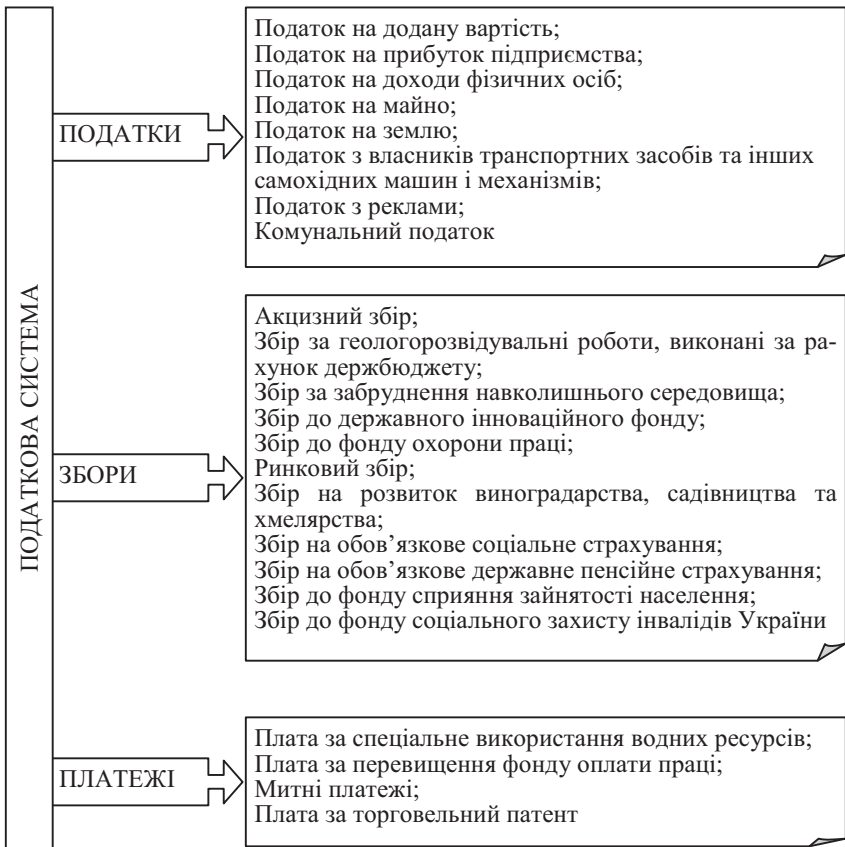 ПОДАТКОВА СИСТЕМА
ПОДАТКИ
Податок на додану вартість;
Податок на прибуток підприємства;
Податок на доходи фізичних осіб;
Податок на майно;
Податок на землю;
Податок з власників транспортних засобів та інших
самохідних машин і механізмів;
Податок з реклами;
Комунальний податок
ЗБОРИ
Акцизний збір;
Збір за геологорозвідувальні роботи, виконані за ра-
хунок держбюджету;
Збір за забруднення навколишнього середовища;
Збір до державного інноваційного фонду;
Збір до фонду охорони праці;
Ринковий збір;
Збір на розвиток виноградарства, садівництва та
хмелярства;
Збір на обов’язкове соціальне страхування;
Збір на обов’язкове державне пенсійне страхування;
Збір до фонду сприяння зайнятості населення;
Збір до фонду соціального захисту інвалідів України
ПЛАТЕЖІ
Плата за спеціальне використання водних ресурсів;
Плата за перевищення фонду оплати праці;
Митні платежі;
Плата за торговельний патент